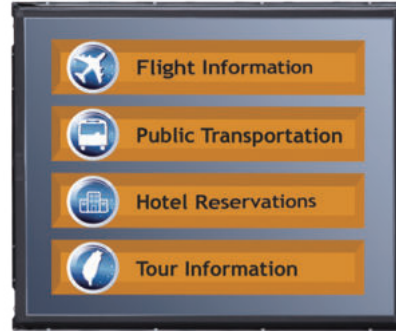 Flight Information
Public Transportation
Hotel Reservations
Tour Information